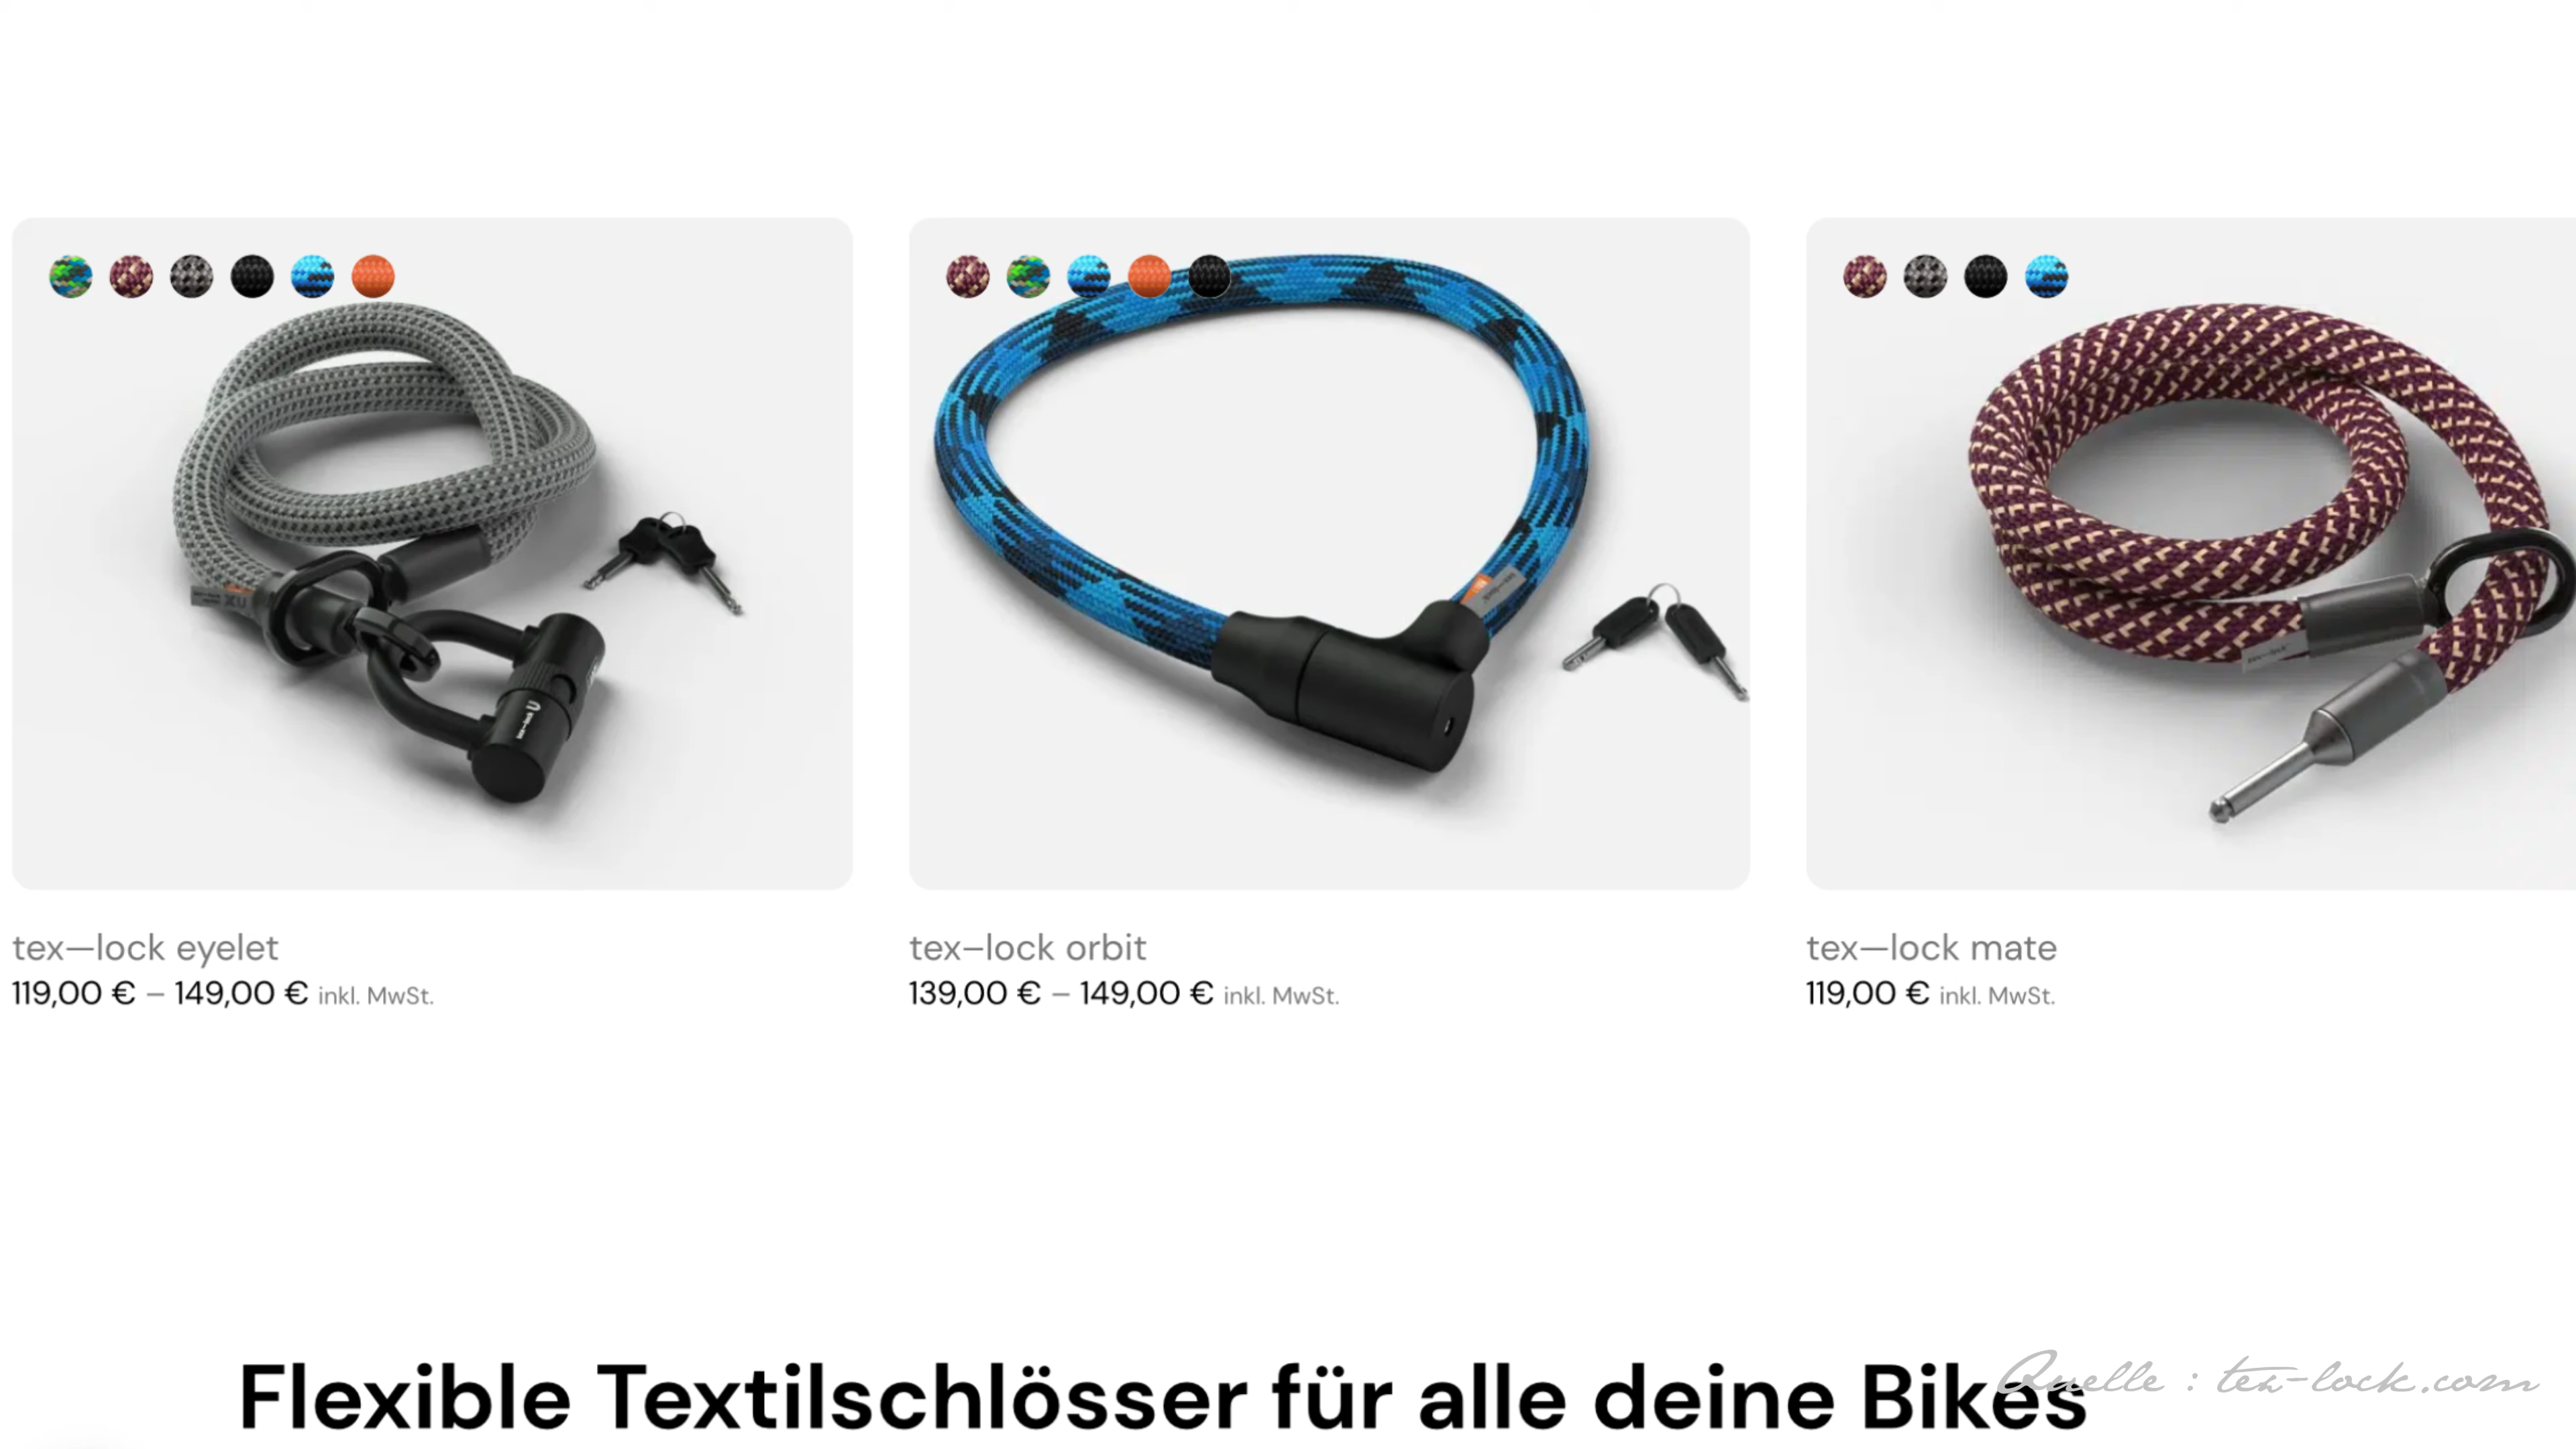 tex—lock eyelet
119,00 € – 149,00 € inkl. MwSt.
tex–lock orbit
139,00 € – 149,00 € inkl. MwSt.
tex—lock mate
119,00 € inkl. MwSt.
Flexible Textilschlösser für alle deine Bikes
Quelle : tex-lock.com